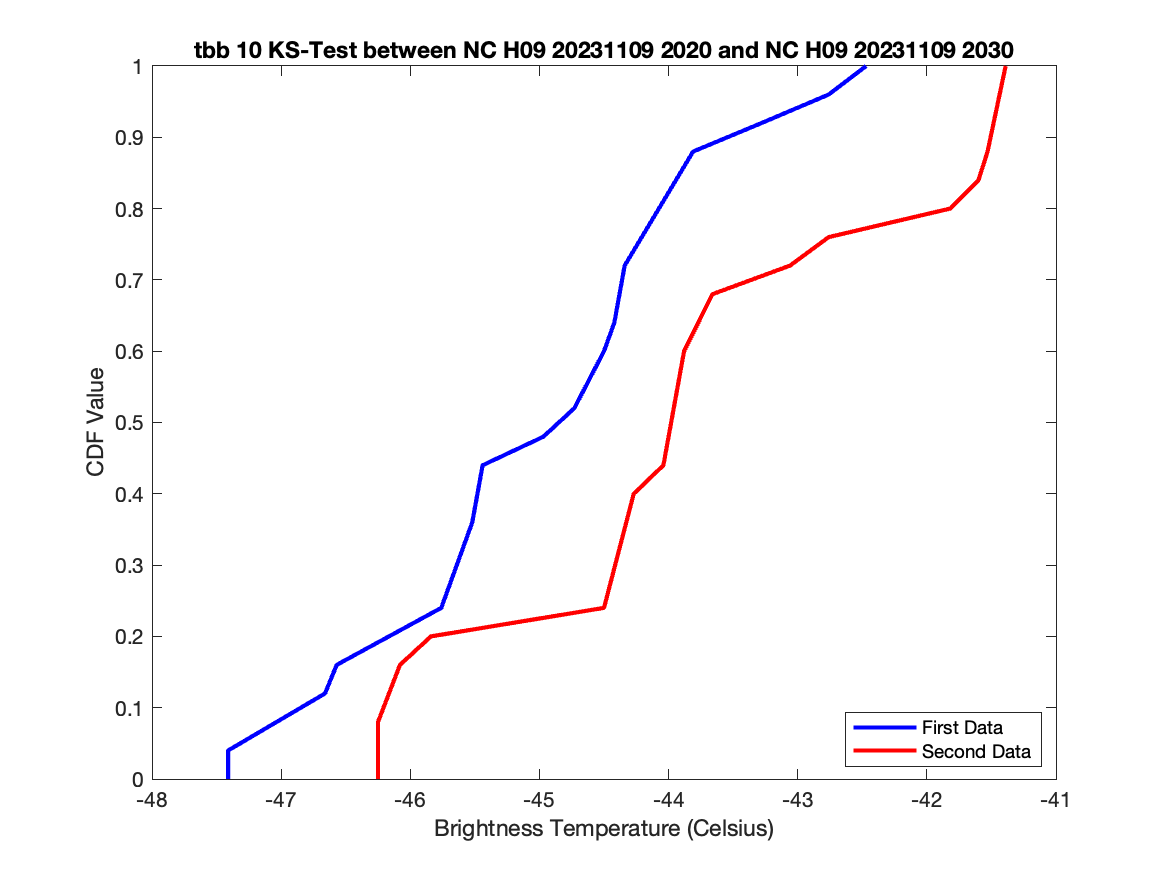 tbb 10 KS-Test between NC H09 20231109 2020 and NC H09 20231109 2030
1
0.9
0.8
0.7
0.6
0.5
0.4
0.3
0.2
0.1
0
CDF Value
First Data
Second Data
-48 -47 -46 -45 -44 -43 -42 -41
Brightness Temperature (Celsius)